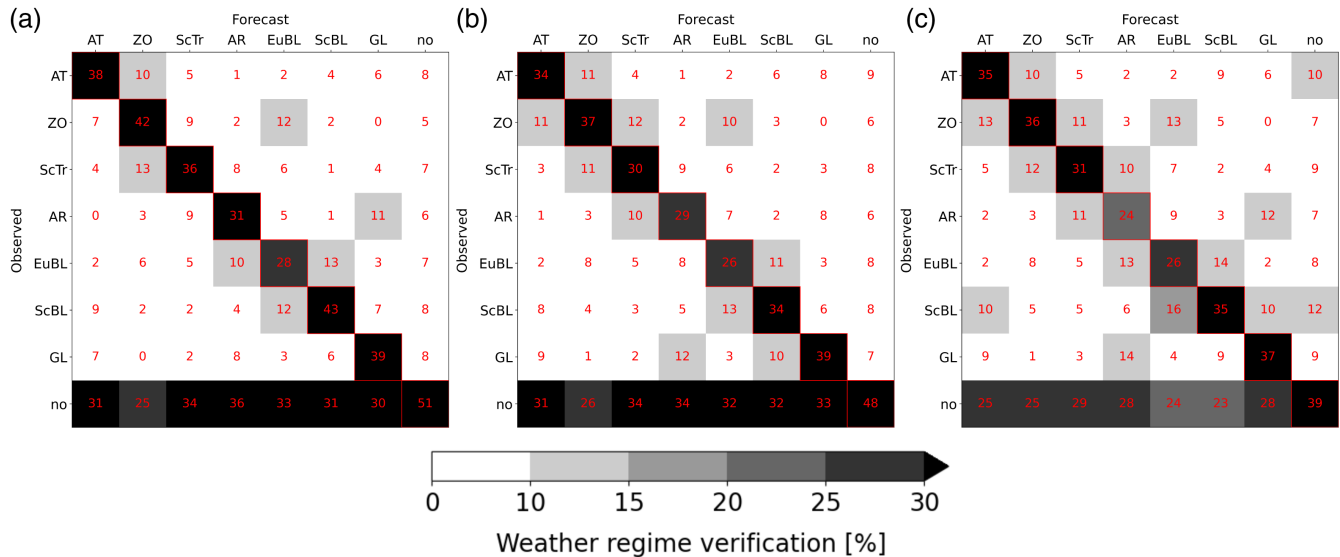 (a) Forecast
AT ZO ScTr AR EuBL ScBL GL no
Observed
AT 38 10 5 1 2 4 6 8
ZO 7 42 9 2 12 2 0 5
ScTr 4 13 36 8 6 1 4 7
AR 0 3 9 31 5 1 11 6
EuBL 2 6 5 10 28 13 3 7
ScBL 9 2 2 4 12 43 7 8
GL 7 0 2 8 3 6 39 8
no 31 25 34 36 33 31 30 51
(b) Forecast
AT ZO ScTr AR EuBL ScBL GL no
Observed
AT 34 11 4 1 2 6 8 9
ZO 11 37 12 2 10 3 0 6
ScTr 3 11 30 9 6 2 3 8
AR 1 3 10 29 7 2 8 6
EuBL 2 8 5 8 26 11 3 8
ScBL 8 4 3 5 13 34 6 8
GL 9 1 2 12 3 10 39 7
no 31 26 34 34 32 32 33 48
(c) Forecast
AT ZO ScTr AR EuBL ScBL GL no
Observed
AT 35 10 5 2 2 9 6 10
ZO 13 36 11 3 13 5 0 7
ScTr 5 12 31 10 7 2 4 9
AR 2 3 11 24 9 3 12 7
EuBL 2 8 5 13 26 14 2 8
ScBL 10 5 5 6 16 35 10 12
GL 9 1 3 14 4 9 37 9
no 25 25 29 28 24 23 28 39
0 10 15 20 25 30
Weather regime verification [%]